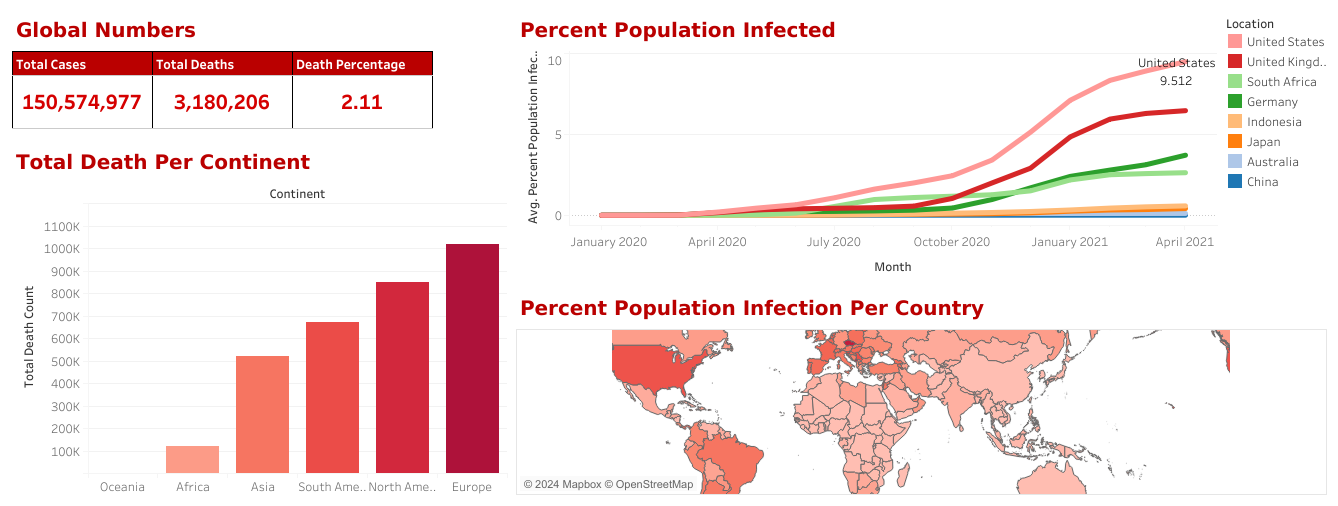 Global Numbers
Total Cases Total Deaths Death Percentage
150,574,977 3,180,206 2.11
Total Death Per Continent
Continent
Total Death Count
1100K
1000K
900K
800K
700K
600K
500K
400K
300K
200K
100K
Oceania Africa Asia South Ame.. North Ame.. Europe
Percent Population Infected
Avg. Percent Population Infec..
10
5
0
United States
9.512
January 2020 April 2020 July 2020 October 2020 January 2021 April 2021
Month
Location
United States
United Kingd..
South Africa
Germany
Indonesia
Japan
Australia
China
Percent Population Infection Per Country
© 2024 Mapbox © OpenStreetMap